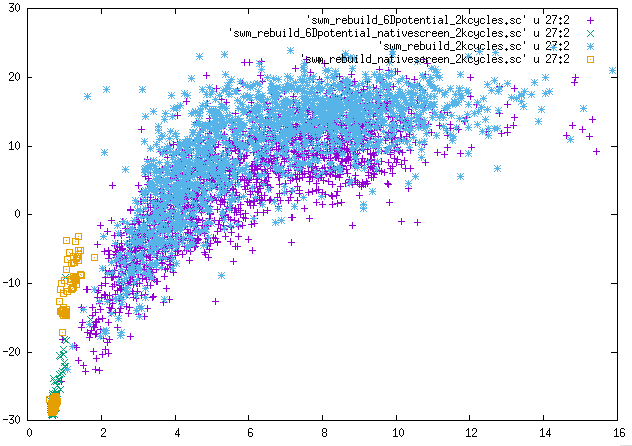 30
20
10
0
-10
-20
-30
0 2 4 6 8 10 12 14 16
'swm_rebuild_6Dpotential_2kcycles.sc' u 27:2
'swm_rebuild_6Dpotential_nativescreen_2kcycles.sc' u 27:2
'swm_rebuild_2kcycles.sc' u 27:2
'swm_rebuild_nativescreen_2kcycles.sc' u 27:2